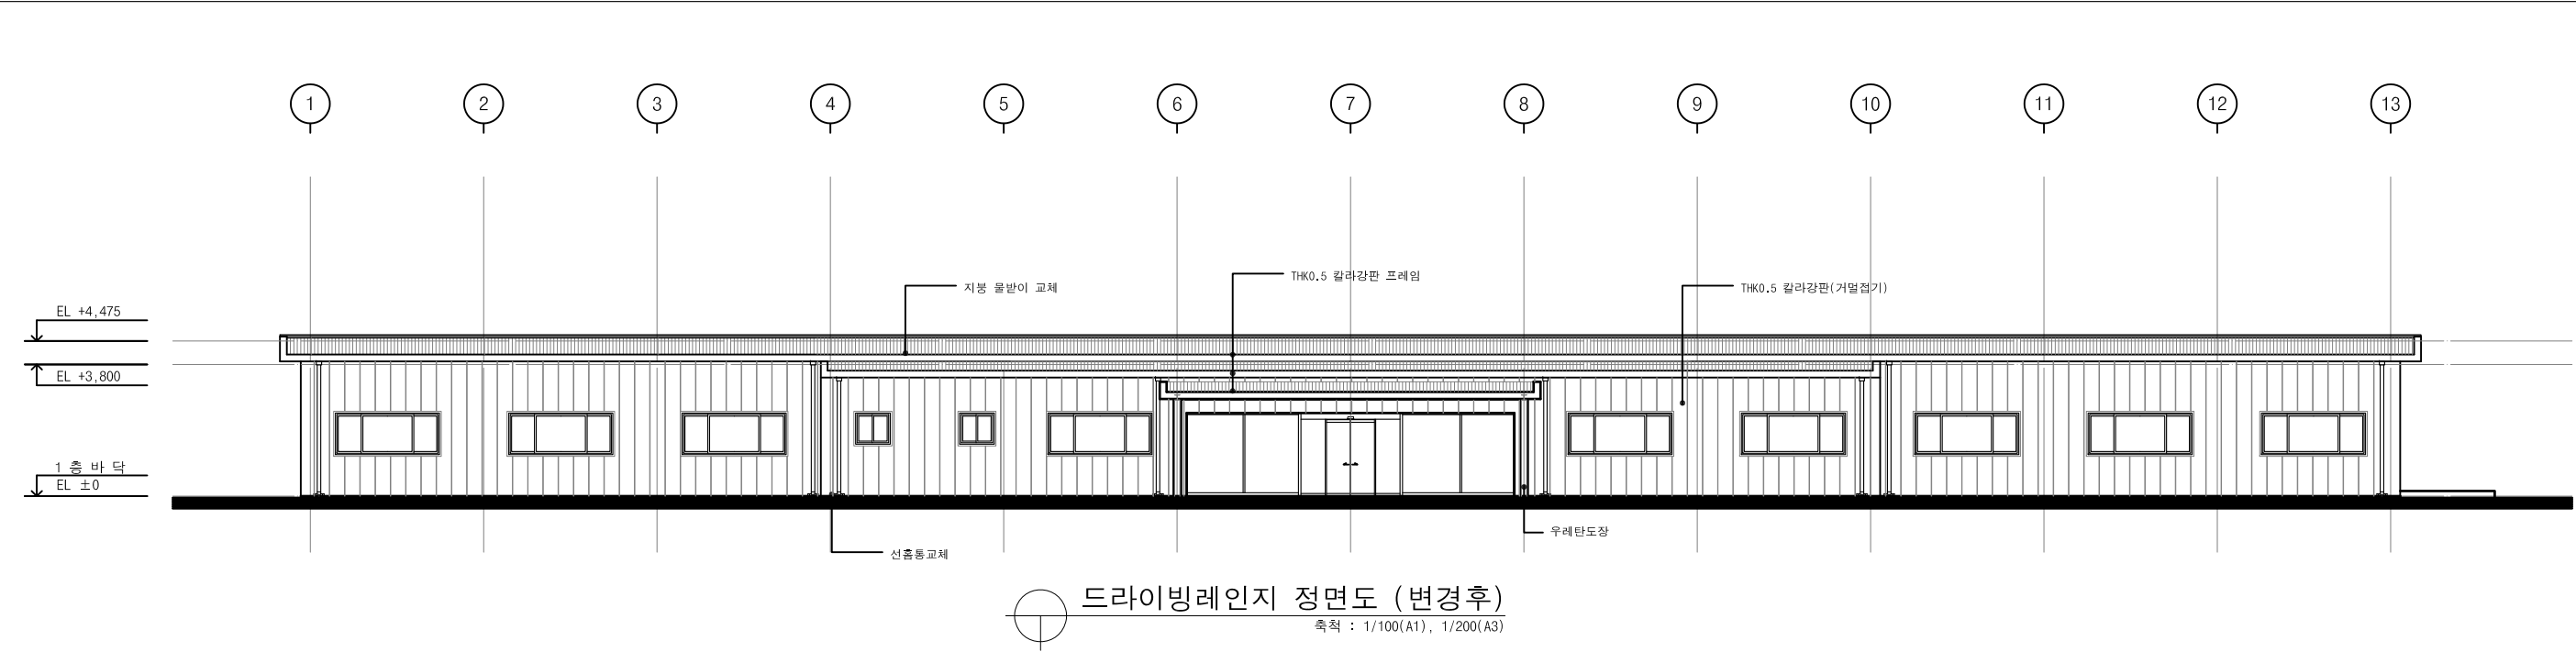 1 2 3 4 5 6 7 8 9 10 11 12 13
THK0.5 칼라강판 프레임
지붕 물받이 교체
THK0.5 칼라강판(거멀접기)
EL +4,475
EL +3,800
1 층 바 닥
EL ±0
우레탄도장
선홈통교체
드라이빙레인지 정면도 (변경후)
축척 : 1/100(A1), 1/200(A3)